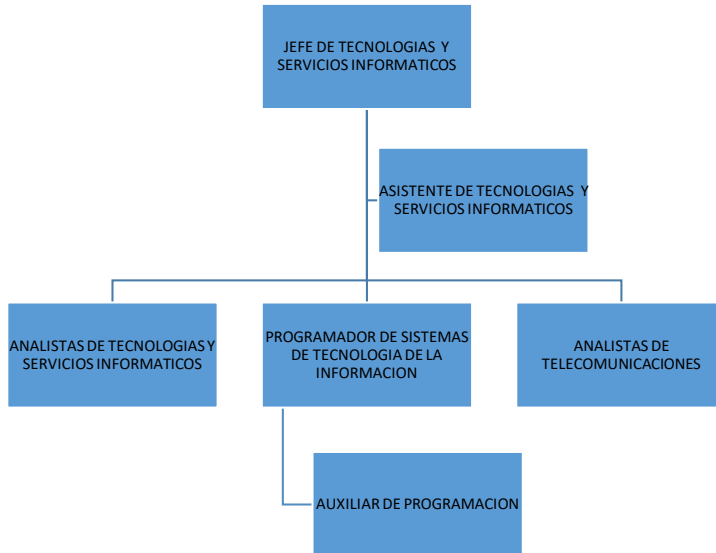 JEFE DE TECNOLOGIAS Y
SERVICIOS INFORMATICOS
ASISTENTE DE TECNOLOGIAS Y
SERVICIOS INFORMATICOS
ANALISTAS DE TECNOLOGIAS Y
SERVICIOS INFORMATICOS
PROGRAMADOR DE SISTEMAS
DE TECNOLOGIA DE LA
INFORMACION
ANALISTAS DE
TELECOMUNICACIONES
AUXILIAR DE PROGRAMACION